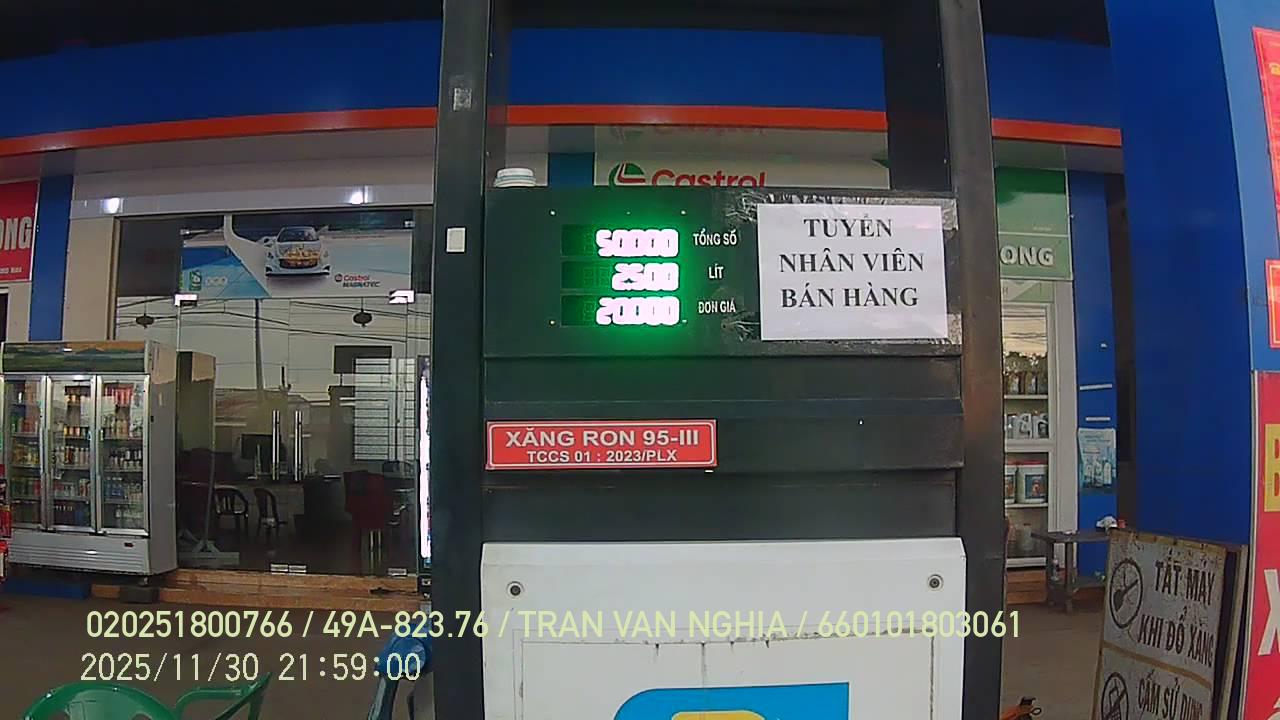 Castrol
ONG
Castrol
MAGNATEC
50000 TỔNG SỐ
2500 LÍT
20000 ĐƠN GIÁ
TUYỂN
NHÂN VIÊN
BÁN HÀNG
ONG
XĂNG RON 95-III
TCCS 01 : 2023/PLX
TẮT MÁY
KHI ĐỔ XĂNG
CẤM SỬ DỤNG
020251800766 / 49A-823.76 / TRAN VAN NGHIA / 660101803061
2025/11/30 21:59:00